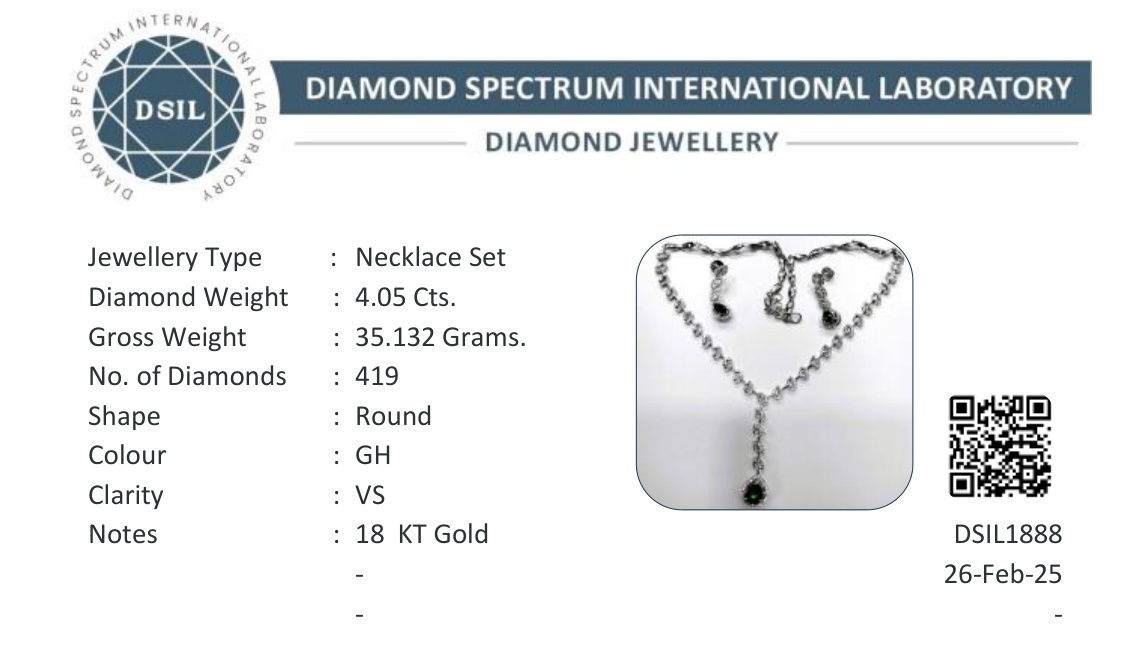 DIAMOND SPECTRUM INTERNATIONAL LABORATORY
DSIL
DIAMOND SPECTRUM INTERNATIONAL LABORATORY
DIAMOND JEWELLERY
Jewellery Type : Necklace Set
Diamond Weight : 4.05 Cts.
Gross Weight : 35.132 Grams.
No. of Diamonds : 419
Shape : Round
Colour : GH
Clarity : VS
Notes : 18 KT Gold
-
-
DSIL1888
26-Feb-25
-